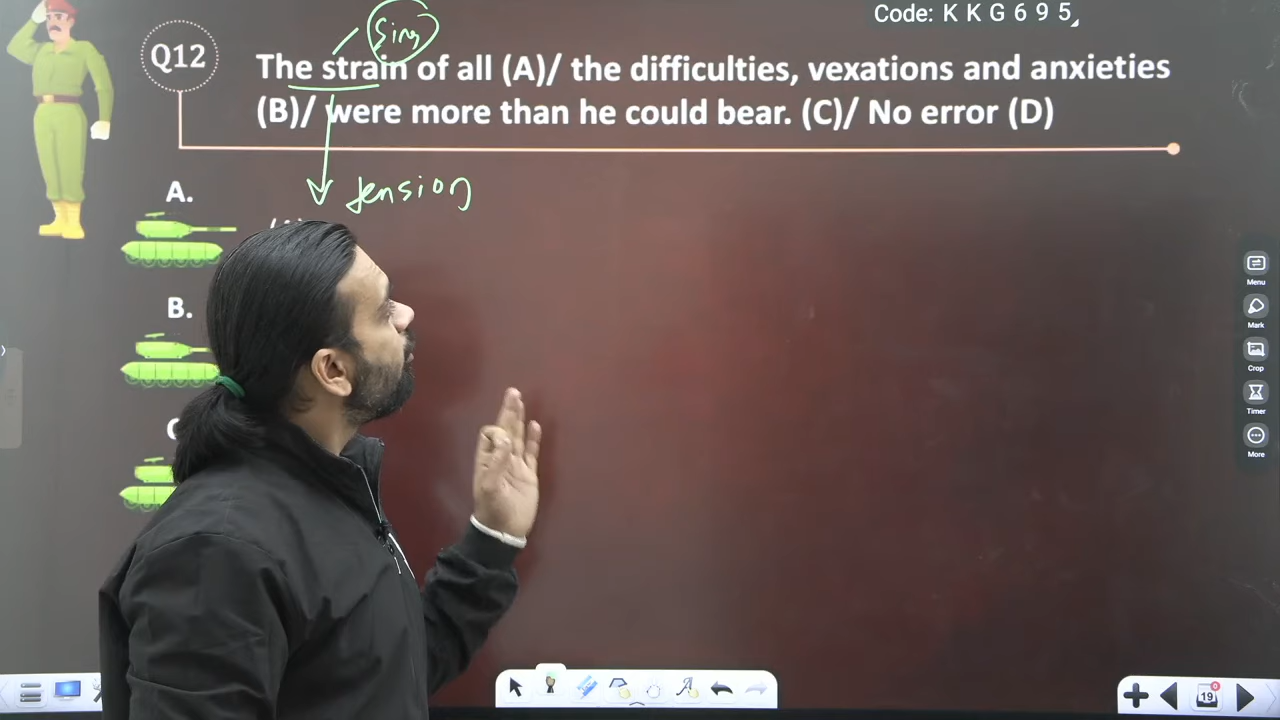 Code: K K G 6 9 5
Sing
Q12
The strain of all (A)/ the difficulties, vexations and anxieties
(B)/ were more than he could bear. (C)/ No error (D)
tension
A.
B.
Menu
Mark
Crop
Timer
More
19